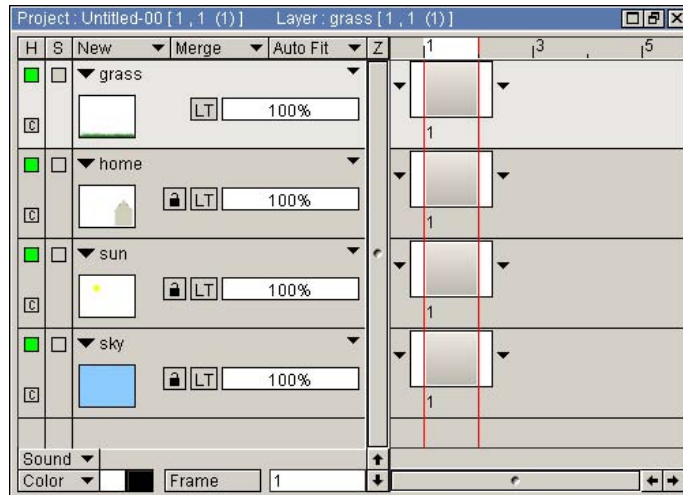 Project : Untitled-00 [ 1 , 1 (1) ] Layer : grass [ 1 , 1 (1) ]
H S New Merge Auto Fit Z 1 3 5
grass
LT 100%
C 1
home
LT 100%
C 1
sun
LT 100%
C 1
sky
LT 100%
C 1
Sound
Color Frame 1